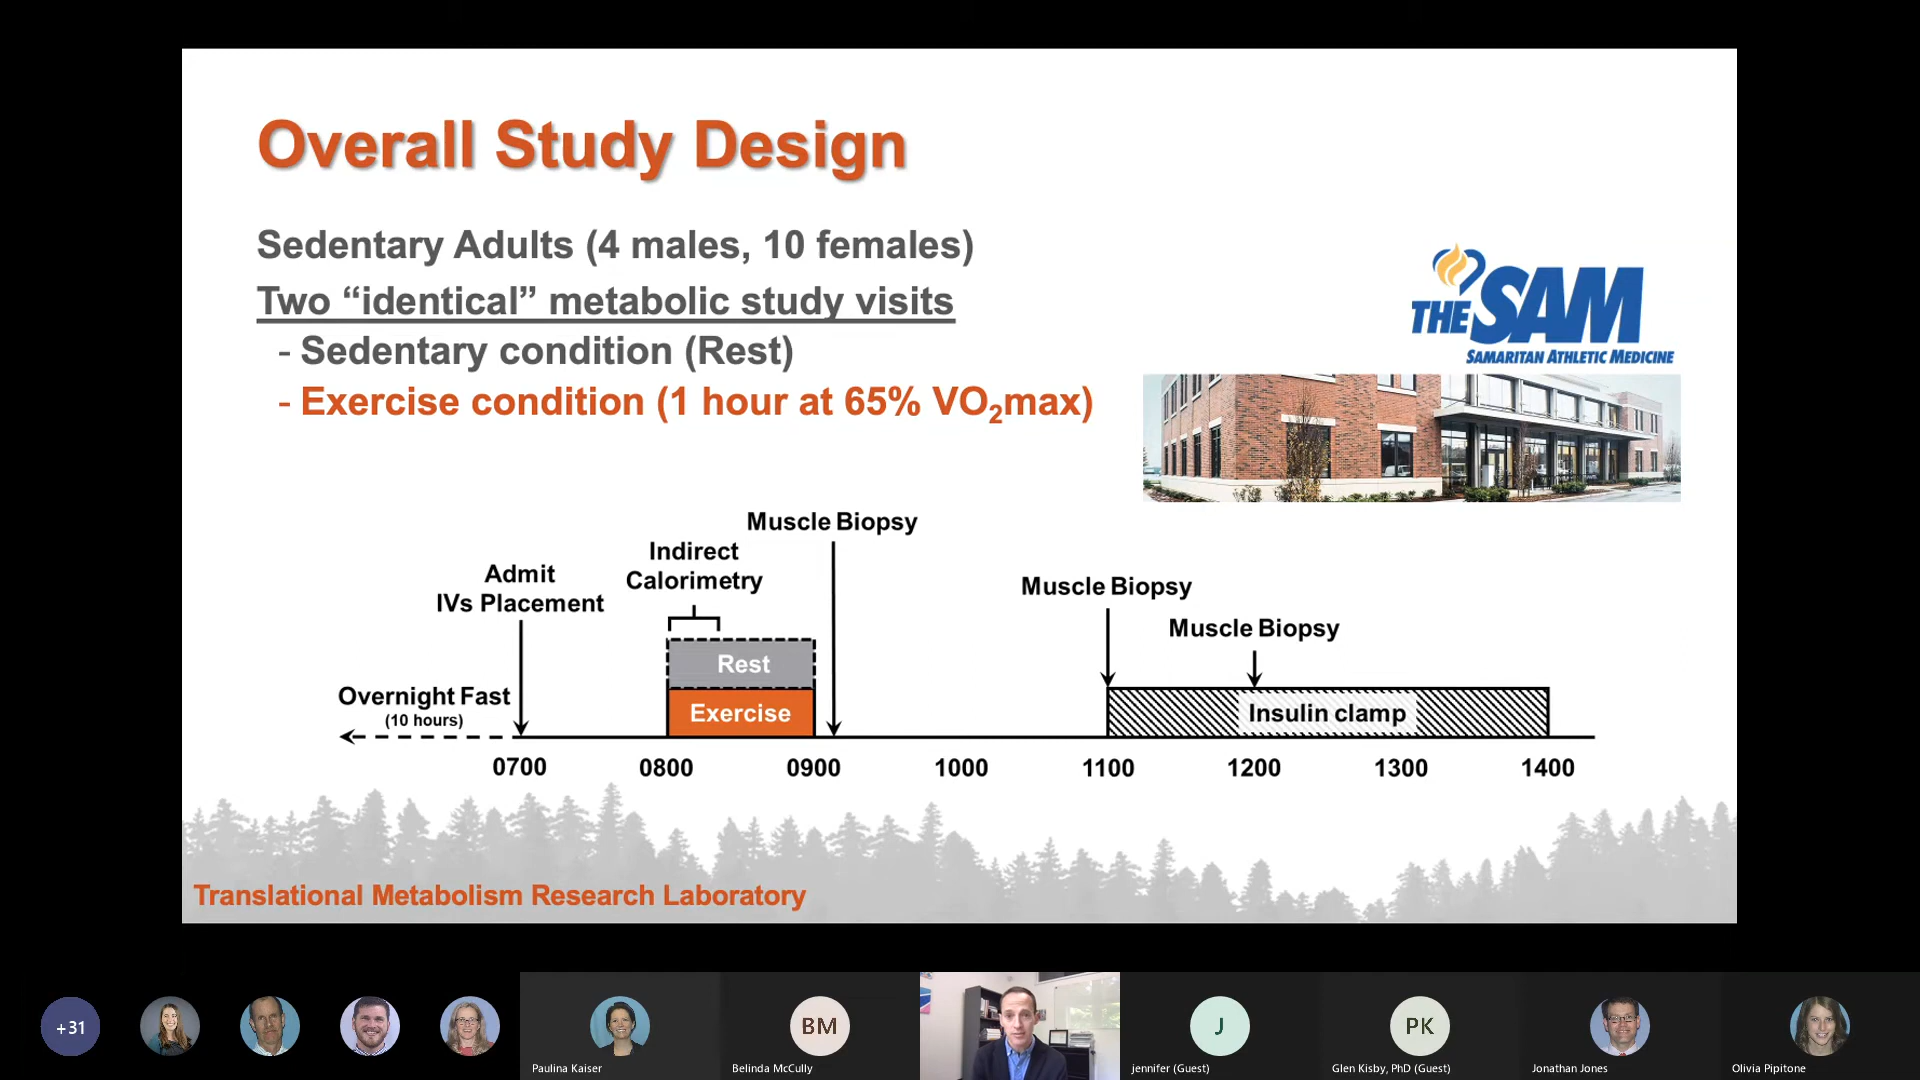 Overall Study Design
Sedentary Adults (4 males, 10 females)
Two “identical” metabolic study visits
- Sedentary condition (Rest)
- Exercise condition (1 hour at 65% VO₂max)
THE SAM
SAMARITAN ATHLETIC MEDICINE
Muscle Biopsy
Indirect
Calorimetry
Admit
IVs Placement
Muscle Biopsy
Muscle Biopsy
Rest
Overnight Fast
(10 hours)
Exercise
Insulin clamp
0700 0800 0900 1000 1100 1200 1300 1400
Translational Metabolism Research Laboratory
+31
BM
J
PK
Paulina Kaiser
Belinda McCully
jennifer (Guest)
Glen Kisby, PhD (Guest)
Jonathan Jones
Olivia Pipitone